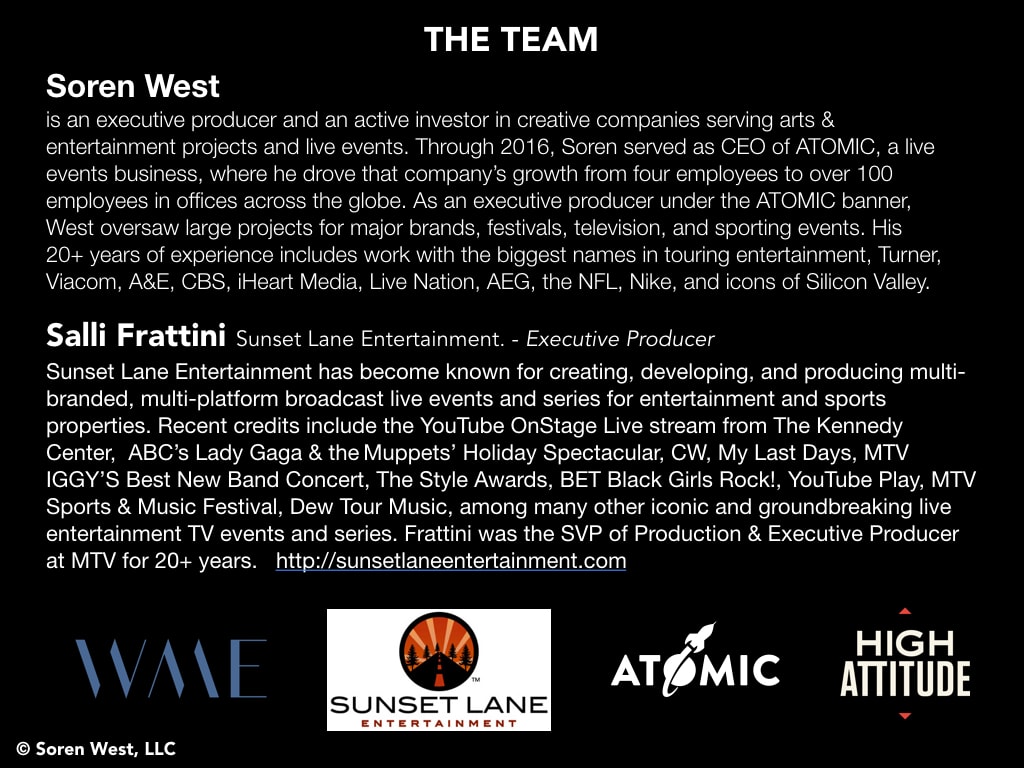 THE TEAM
Soren West
is an executive producer and an active investor in creative companies serving arts &
entertainment projects and live events. Through 2016, Soren served as CEO of ATOMIC, a live
events business, where he drove that company’s growth from four employees to over 100
employees in offices across the globe. As an executive producer under the ATOMIC banner,
West oversaw large projects for major brands, festivals, television, and sporting events. His
20+ years of experience includes work with the biggest names in touring entertainment, Turner,
Viacom, A&E, CBS, iHeart Media, Live Nation, AEG, the NFL, Nike, and icons of Silicon Valley.
Salli Frattini Sunset Lane Entertainment. - Executive Producer
Sunset Lane Entertainment has become known for creating, developing, and producing multi-
branded, multi-platform broadcast live events and series for entertainment and sports
properties. Recent credits include the YouTube OnStage Live stream from The Kennedy
Center,  ABC’s Lady Gaga & the Muppets’ Holiday Spectacular, CW, My Last Days, MTV
IGGY’S Best New Band Concert, The Style Awards, BET Black Girls Rock!, YouTube Play, MTV
Sports & Music Festival, Dew Tour Music, among many other iconic and groundbreaking live
entertainment TV events and series. Frattini was the SVP of Production & Executive Producer
at MTV for 20+ years.   http://sunsetlaneentertainment.com
WME
TM
SUNSET LANE
ENTERTAINMENT
ATOMIC
HIGH
ATTITUDE
© Soren West, LLC